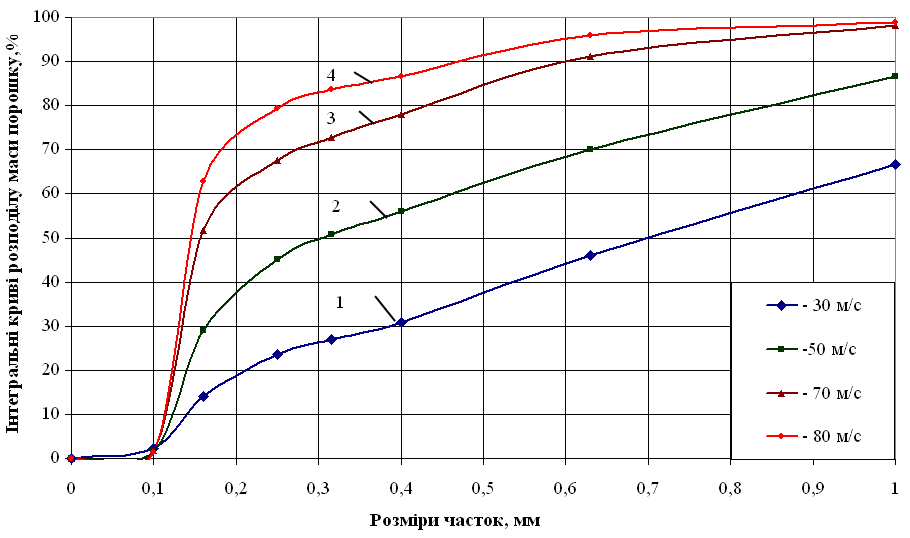 Інтегральні криві розподілу маси порошку,%
100
90
80
70
60
50
40
30
20
10
0
4
3
2
1
- 30 м/с
-50 м/с
- 70 м/с
- 80 м/с
0 0,1 0,2 0,3 0,4 0,5 0,6 0,7 0,8 0,9 1
Розміри часток, мм